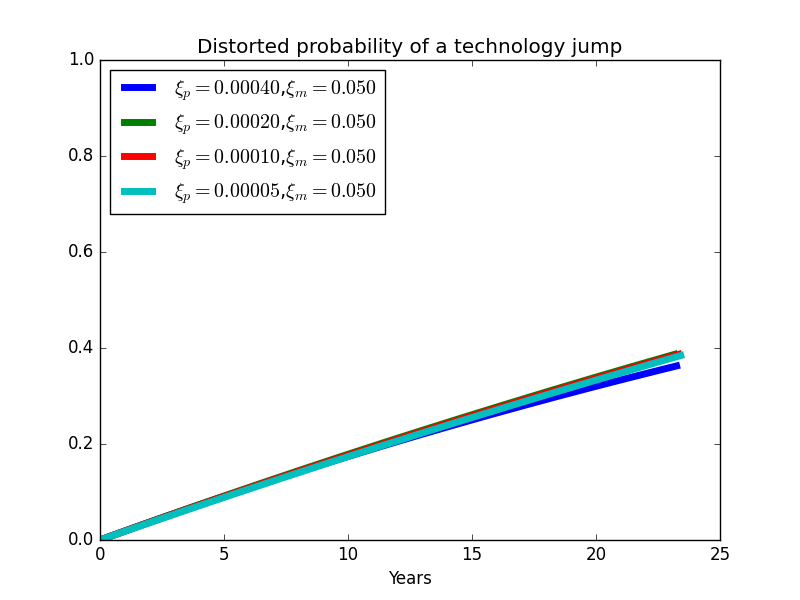 Distorted probability of a technology jump
1.0
0.8
0.6
0.4
0.2
0.0
ξₚ = 0.00040,ξₘ = 0.050
ξₚ = 0.00020,ξₘ = 0.050
ξₚ = 0.00010,ξₘ = 0.050
ξₚ = 0.00005,ξₘ = 0.050
0 5 10 15 20 25
Years